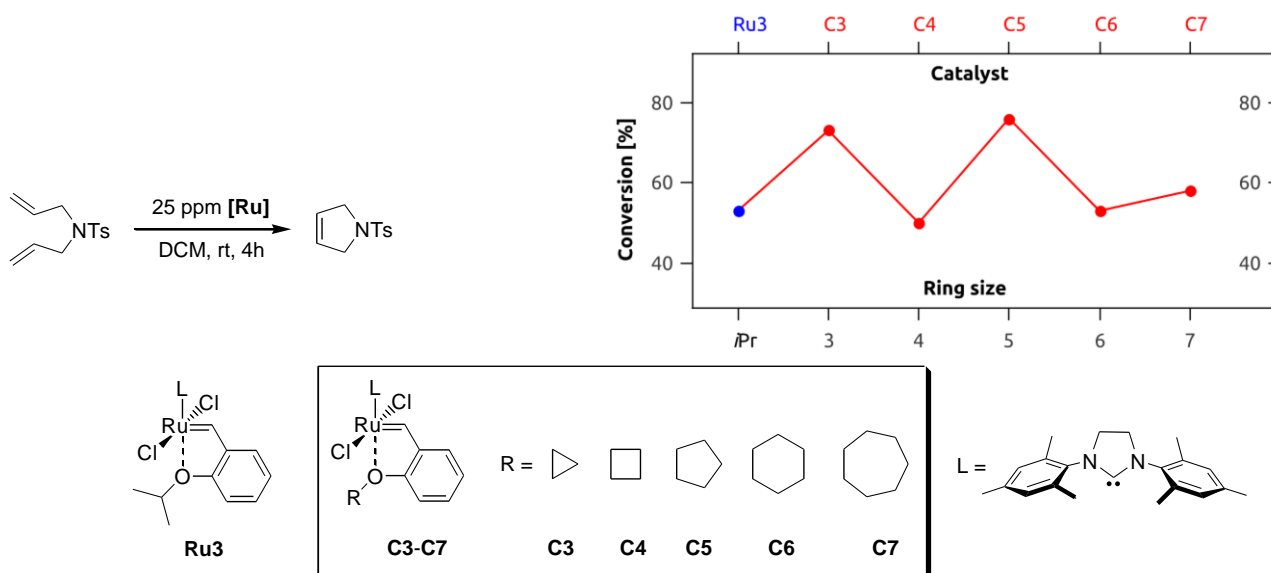 Ru3 C3 C4 C5 C6 C7
Catalyst
80 80
60 60
40 40
Conversion [%]
Ring size
iPr 3 4 5 6 7
NTs
25 ppm [Ru]
DCM, rt, 4h
NTs
L
Cl
Ru
Cl
O
Ru3
L
Cl
Ru
Cl
O
R
C3-C7
R =
C3 C4 C5 C6 C7
L =
N N